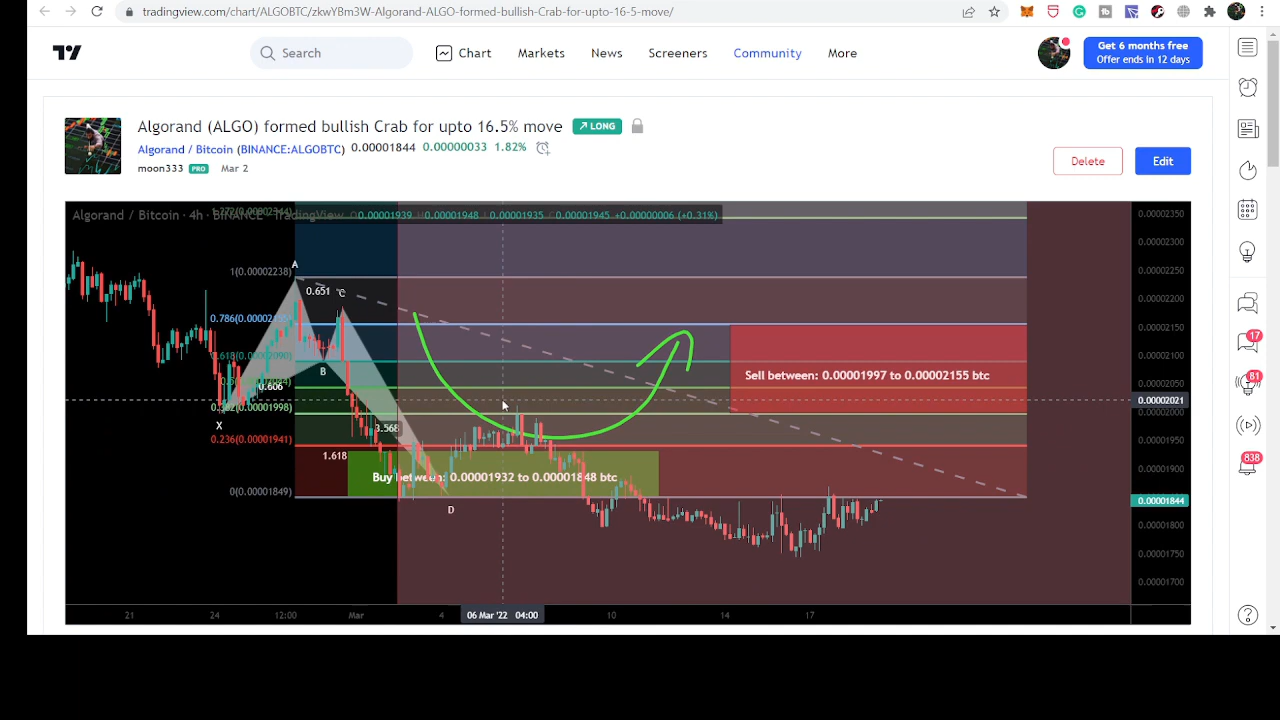 tradingview.com/chart/ALGOBTC/zkwYBm3W-Algorand-ALGO-formed-bullish-Crab-for-upto-16-5-move/
Search
Chart Markets News Screeners Community More
Get 6 months free
Offer ends in 12 days
Algorand (ALGO) formed bullish Crab for upto 16.5% move LONG
Algorand / Bitcoin (BINANCE:ALGOBTC) 0.00001844 0.00000033 1.82%
moon333 PRO Mar 2
Delete Edit
Algorand / Bitcoin · 4h · BINANCE
0.00001939 0.00001948 0.00001935 0.00001945 +0.00000006 (+0.31%)
1(0.00002238)
A
0.651 C
B
X
0.606
3.568
1.618
D
0.382(0.00001998)
0.236(0.00001941)
0(0.00001849)
Sell between: 0.00001997 to 0.00002155 btc
Buy between: 0.00001932 to 0.00001848 btc
0.00002350
0.00002300
0.00002250
0.00002200
0.00002150
0.00002100
0.00002050
0.00002021
0.00002000
0.00001950
0.00001900
0.00001844
0.00001800
0.00001750
0.00001700
21 24 12:00 Mar 4 06 Mar '22 04:00 10 14 17
17
81
838